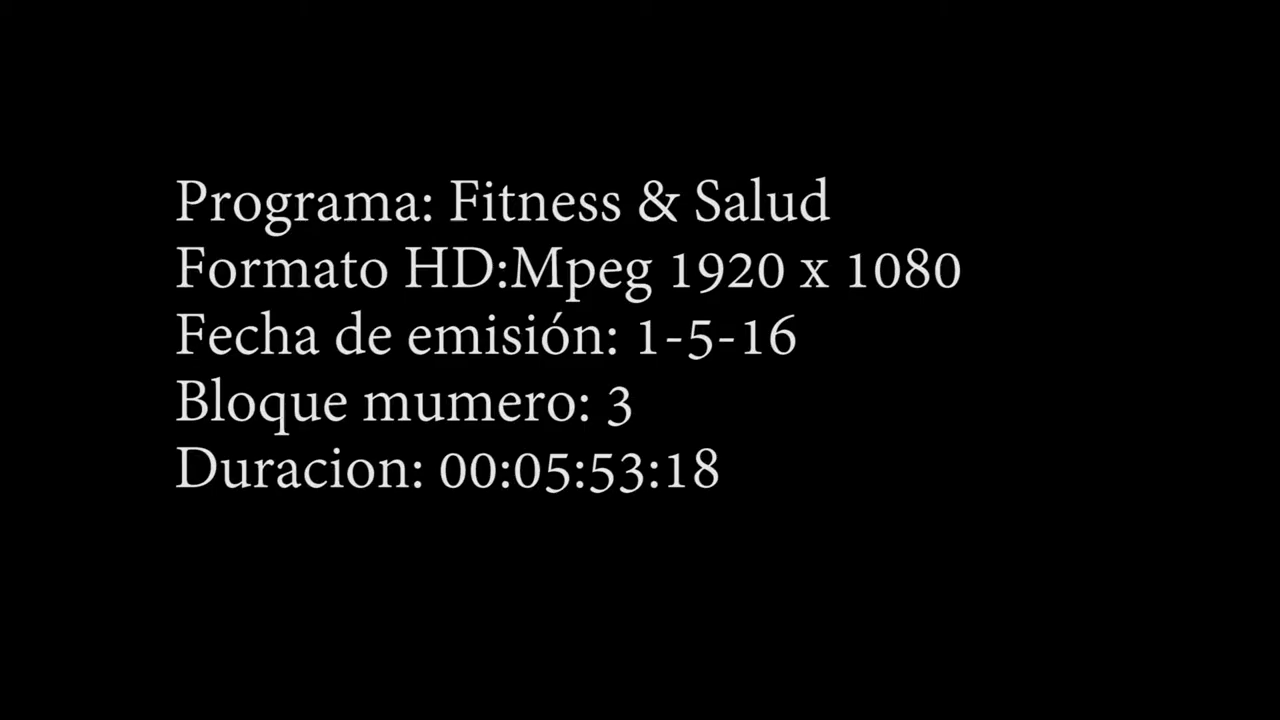 Programa: Fitness & Salud
Formato HD:Mpeg 1920 x 1080
Fecha de emisión: 1-5-16
Bloque mumero: 3
Duracion: 00:05:53:18